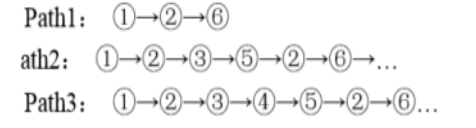 Path1： ①→②→⑥
ath2： ①→②→③→⑤→②→⑥→…
Path3： ①→②→③→④→⑤→②→⑥…